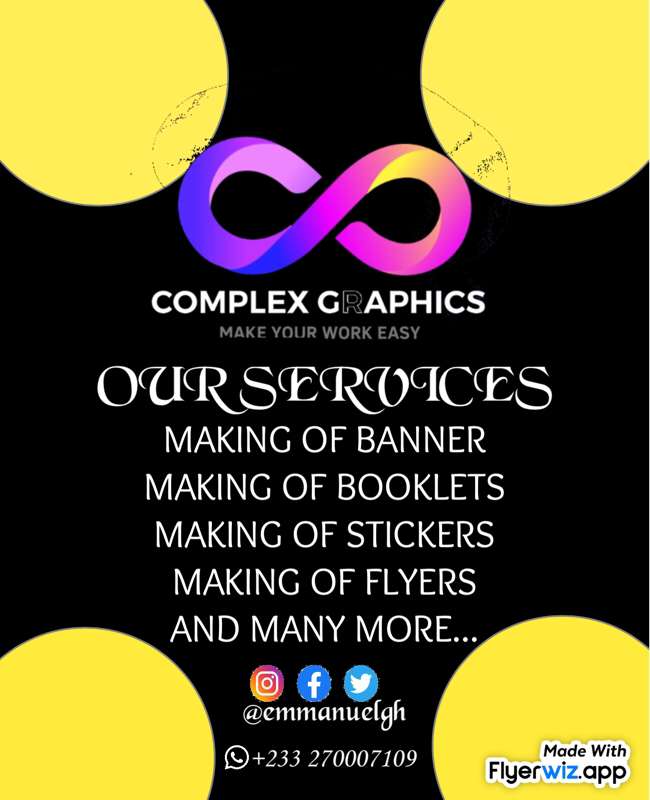 COMPLEX GRAPHICS
MAKE YOUR WORK EASY
OUR SERVICES
MAKING OF BANNER
MAKING OF BOOKLETS
MAKING OF STICKERS
MAKING OF FLYERS
AND MANY MORE...
@emmanuelgh
+233 270007109
Made With
Flyerwiz.app